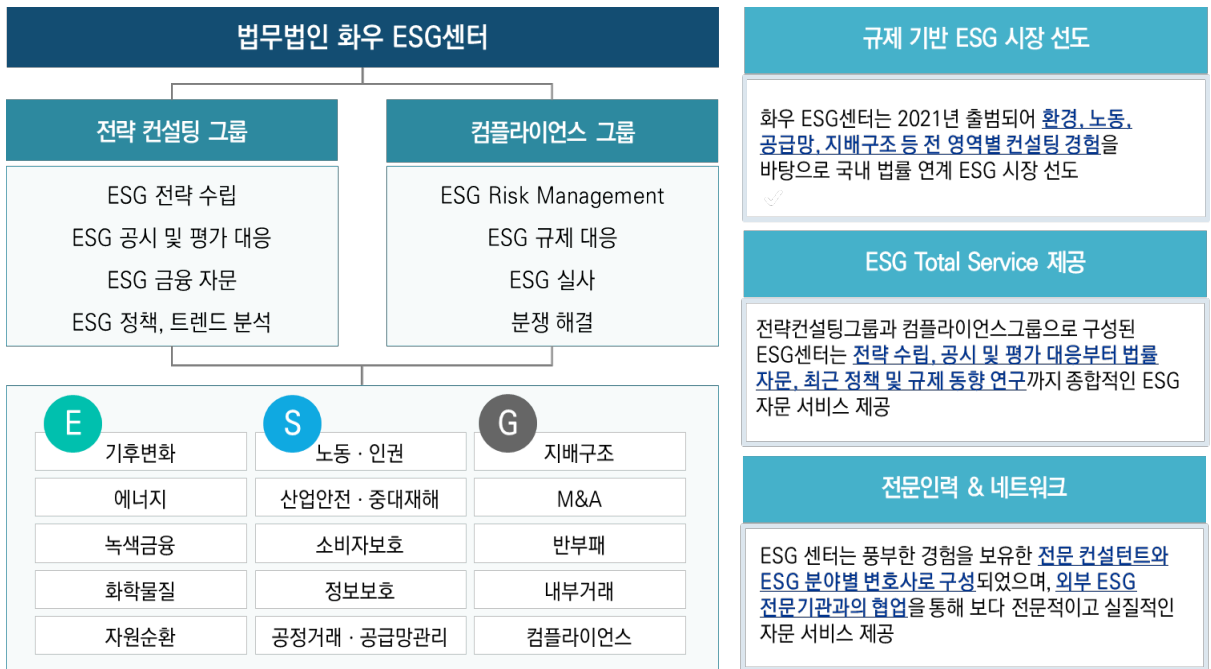 법무법인 화우 ESG센터
전략 컨설팅 그룹
ESG 전략 수립
ESG 공시 및 평가 대응
ESG 금융 자문
ESG 정책, 트렌드 분석
컴플라이언스 그룹
ESG Risk Management
ESG 규제 대응
ESG 실사
분쟁 해결
E
기후변화
에너지
녹색금융
화학물질
자원순환
S
노동 · 인권
산업안전 · 중대재해
소비자보호
정보보호
공정거래 · 공급망관리
G
지배구조
M&A
반부패
내부거래
컴플라이언스
규제 기반 ESG 시장 선도
화우 ESG센터는 2021년 출범되어 환경, 노동,
공급망, 지배구조 등 전 영역별 컨설팅 경험을
바탕으로 국내 법률 연계 ESG 시장 선도
ESG Total Service 제공
전략컨설팅그룹과 컴플라이언스그룹으로 구성된
ESG센터는 전략 수립, 공시 및 평가 대응부터 법률
자문, 최근 정책 및 규제 동향 연구까지 종합적인 ESG
자문 서비스 제공
전문인력 & 네트워크
ESG 센터는 풍부한 경험을 보유한 전문 컨설턴트와
ESG 분야별 변호사로 구성되었으며, 외부 ESG
전문기관과의 협업을 통해 보다 전문적이고 실질적인
자문 서비스 제공